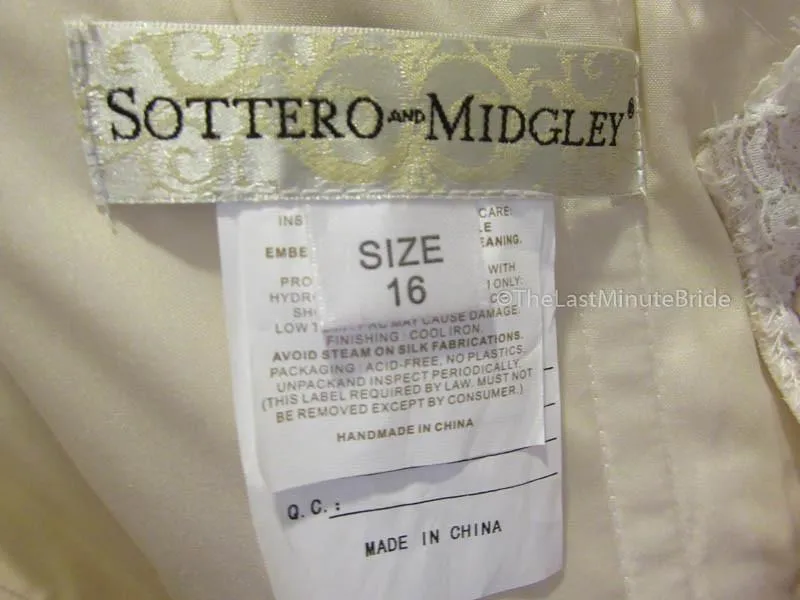 SOTTERO AND MIDGLEY®
INS CARE:
LE
EMBE EANING.
SIZE
16
PRO WITH
HYDR ONLY:
SH
LOW MAY CAUSE DAMAGE.
FINISHING : COOL IRON.
AVOID STEAM ON SILK FABRICATIONS.
PACKAGING : ACID-FREE, NO PLASTICS.
UNPACKAND INSPECT PERIODICALLY.
(THIS LABEL REQUIRED BY LAW. MUST NOT
BE REMOVED EXCEPT BY CONSUMER.)
HANDMADE IN CHINA
Q.C.:
MADE IN CHINA
©TheLastMinuteBride